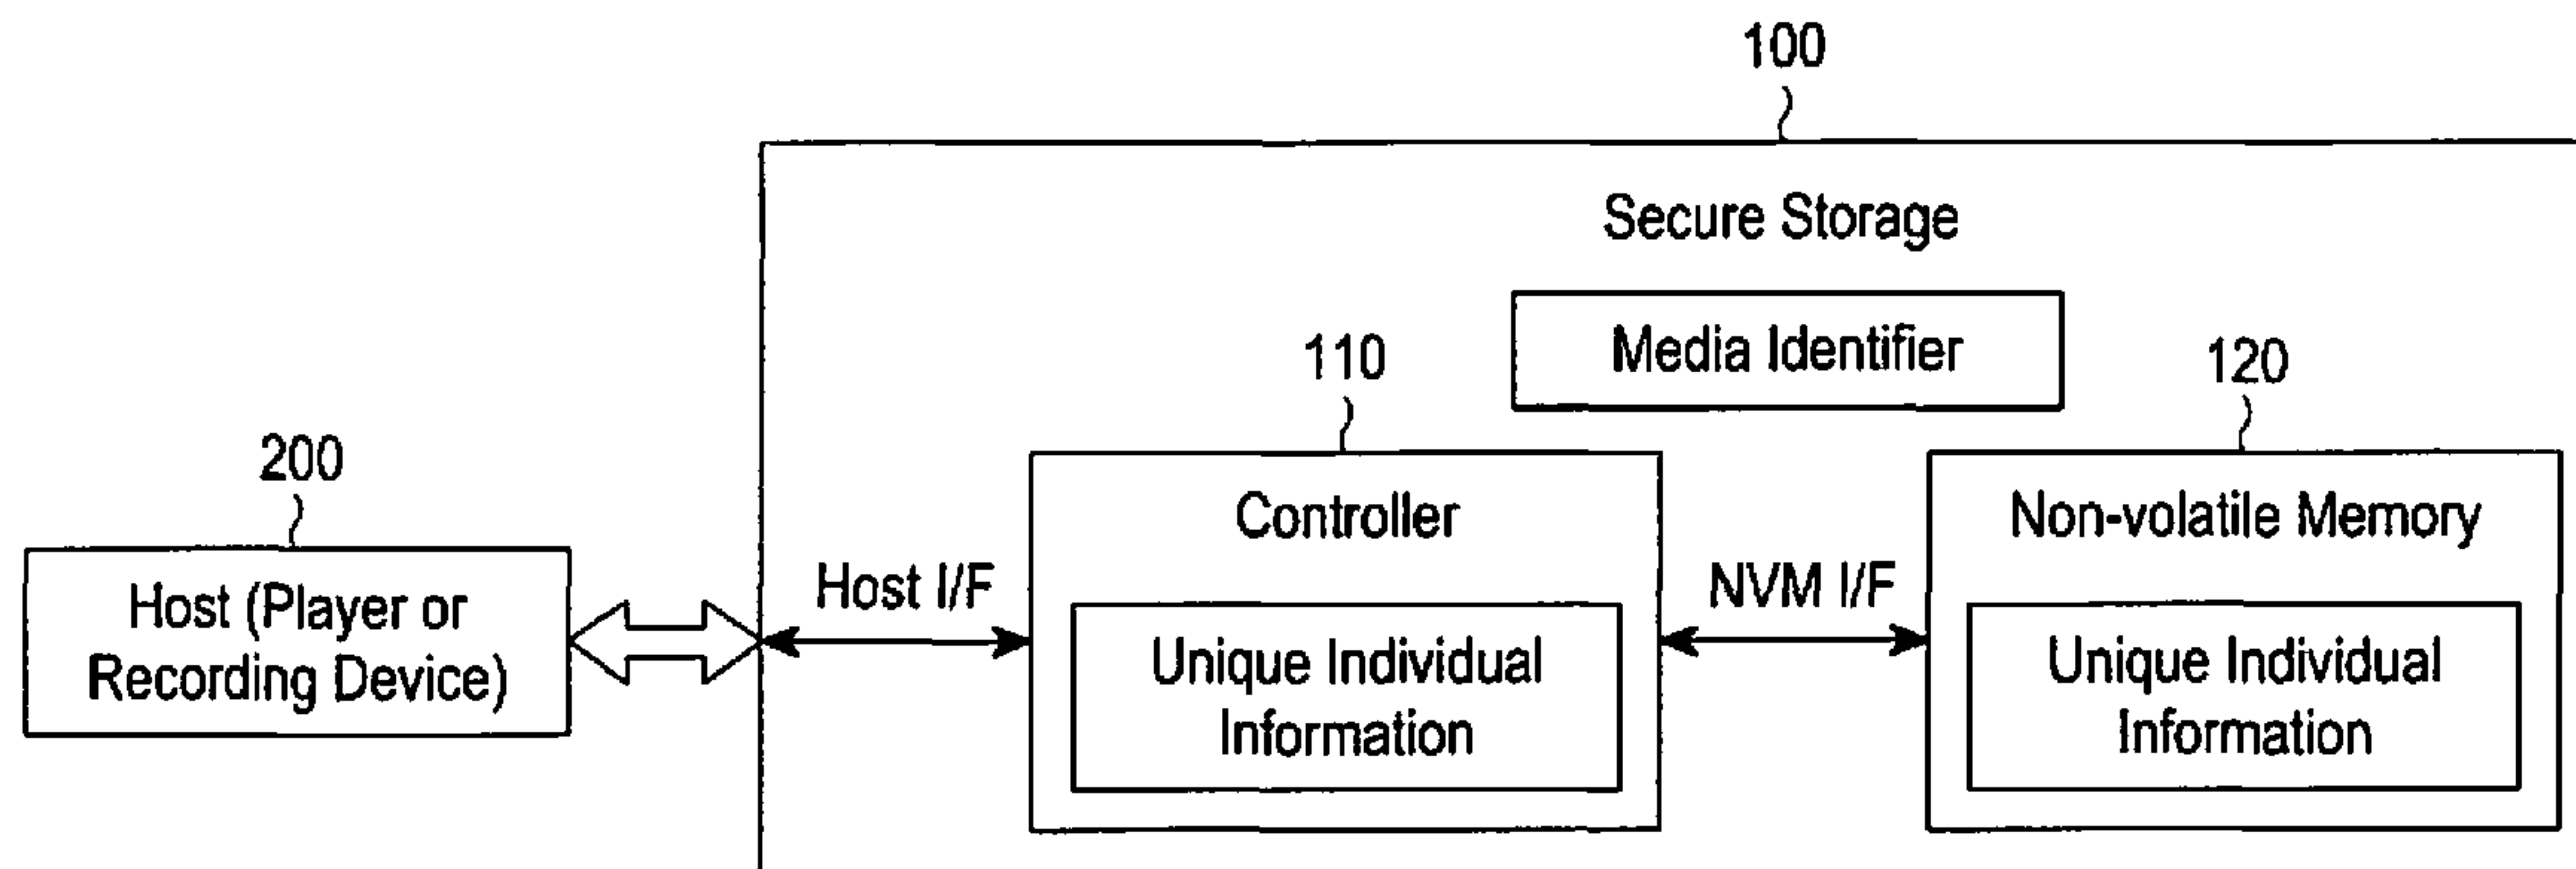 100
Secure Storage
Media Identifier
110
120
200
Controller
Non-volatile Memory
Host (Player or
Recording Device)
Host I/F
NVM I/F
Unique Individual
Information
Unique Individual
Information